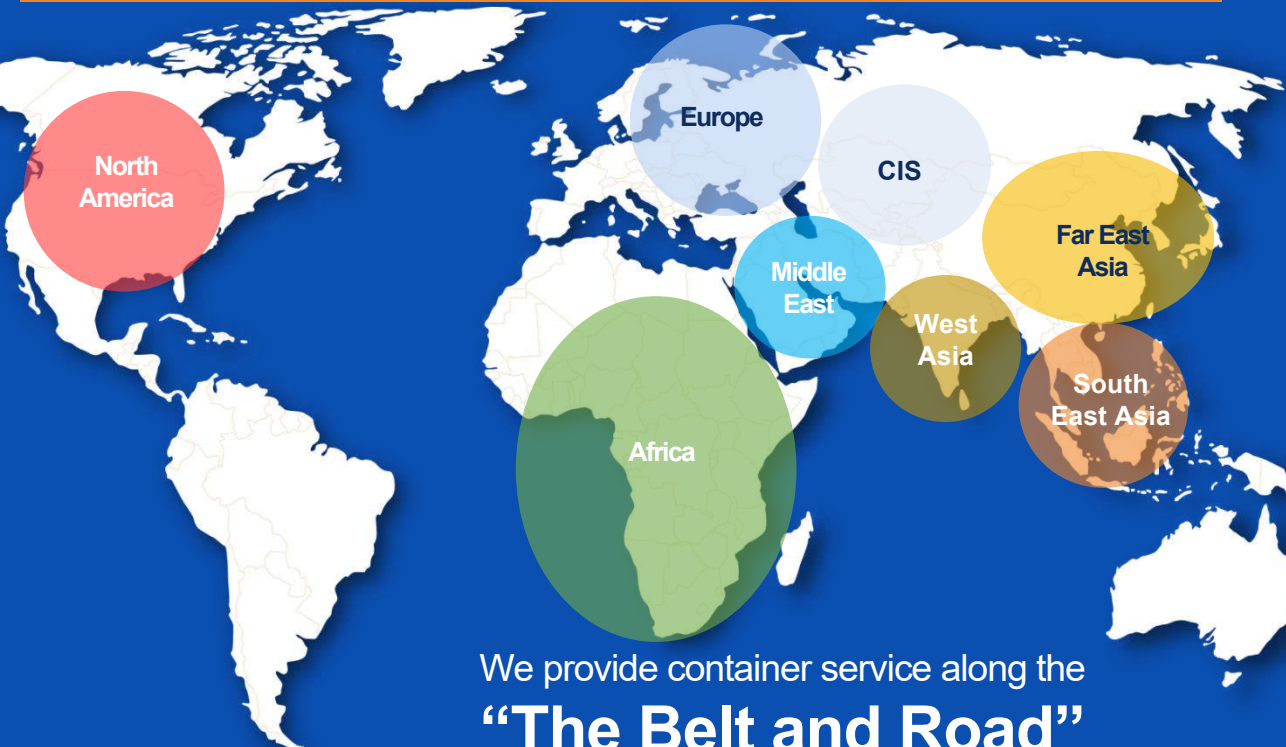 Europe
North
America
CIS
Far East
Asia
Middle
East
West
Asia
South
East Asia
Africa
We provide container service along the
“The Belt and Road”